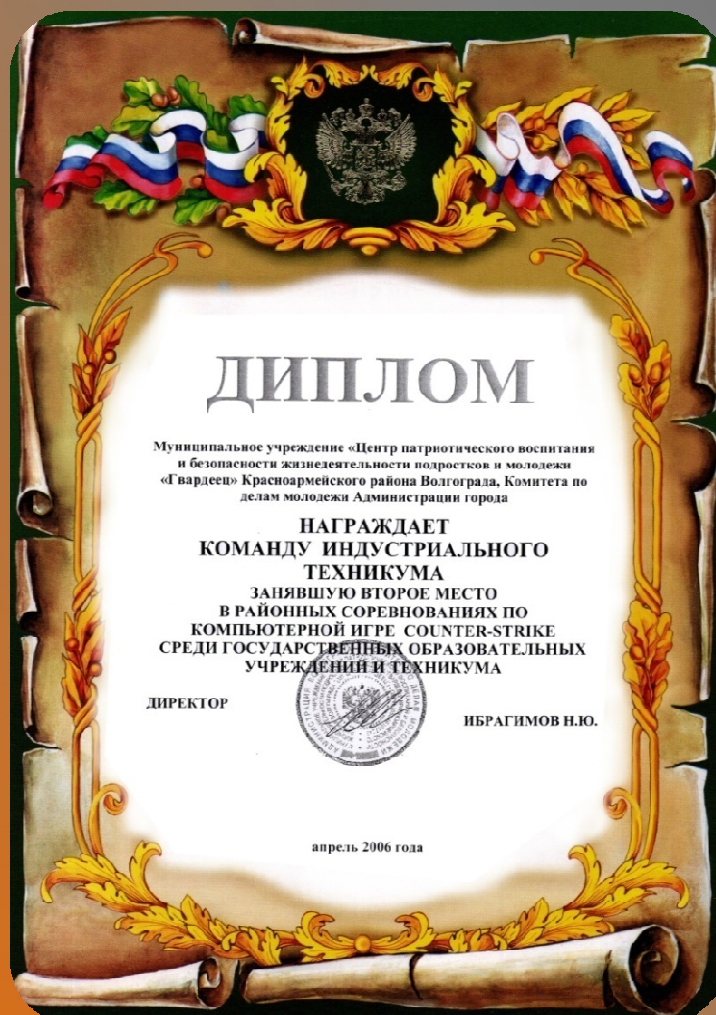 ДИПЛОМ
Муниципальное учреждение «Центр патриотического воспитания
и безопасности жизнедеятельности подростков и молодежи
«Гвардеец» Красноармейского района Волгограда, Комитета по
делам молодежи Администрации города
НАГРАЖДАЕТ
КОМАНДУ ИНДУСТРИАЛЬНОГО
ТЕХНИКУМА
ЗАНЯВШУЮ ВТОРОЕ МЕСТО
В РАЙОННЫХ СОРЕВНОВАНИЯХ ПО
КОМПЬЮТЕРНОЙ ИГРЕ COUNTER-STRIKE
СРЕДИ ГОСУДАРСТВЕННЫХ ОБРАЗОВАТЕЛЬНЫХ
УЧРЕЖДЕНИЙ И ТЕХНИКУМА
ДИРЕКТОР
ИБРАГИМОВ Н.Ю.
апрель 2006 года